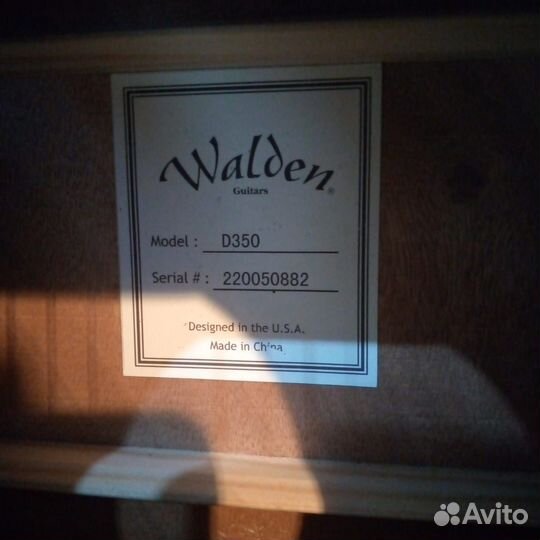 Walden
Guitars ®
Model : D350
Serial # : 220050882
Designed in the U.S.A.
Made in China
Avito